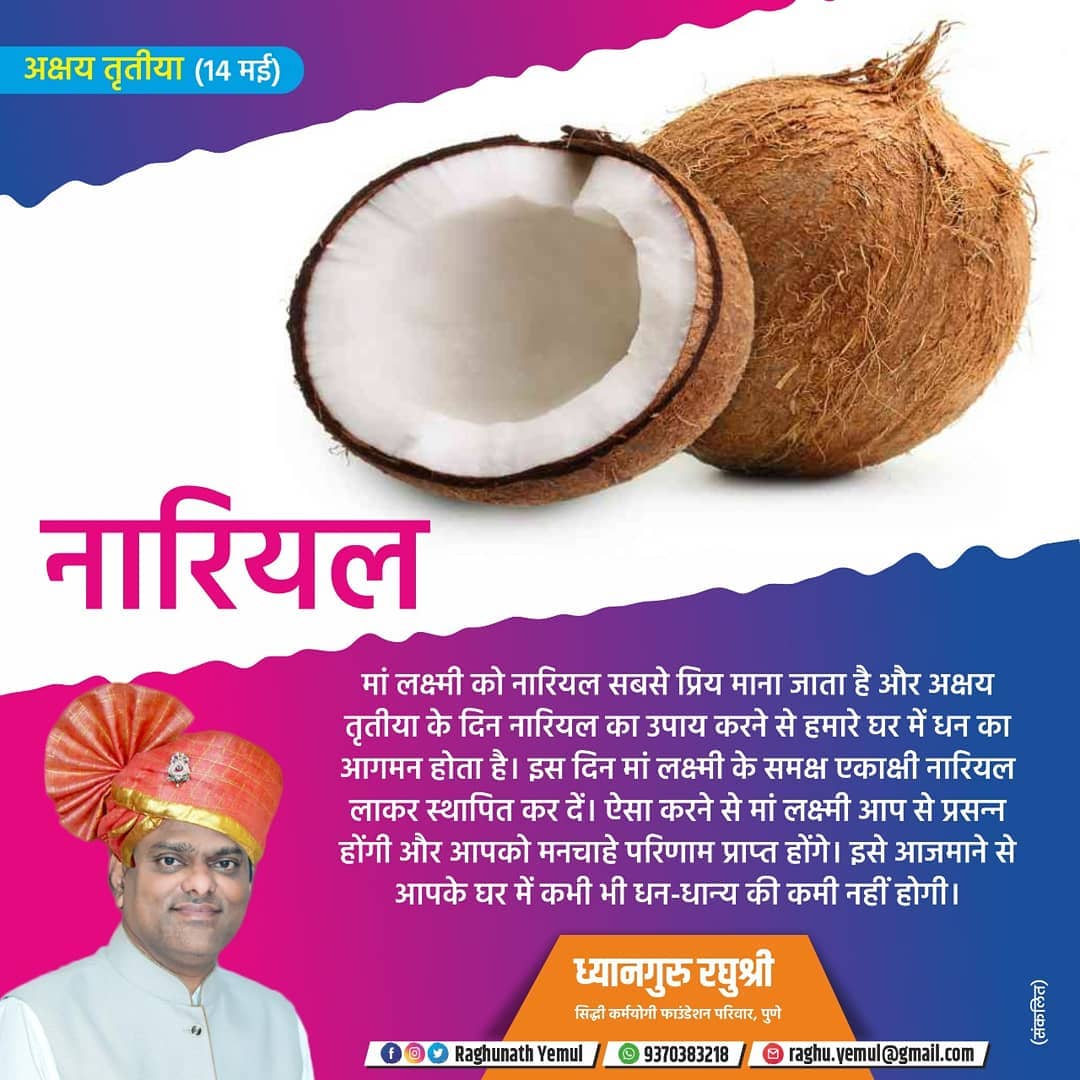 अक्षय तृतीया (14 मई)
नारियल
मां लक्ष्मी को नारियल सबसे प्रिय माना जाता है और अक्षय
तृतीया के दिन नारियल का उपाय करने से हमारे घर में धन का
आगमन होता है। इस दिन मां लक्ष्मी के समक्ष एकाक्षी नारियल
लाकर स्थापित कर दें। ऐसा करने से मां लक्ष्मी आप से प्रसन्न
होंगी और आपको मनचाहे परिणाम प्राप्त होंगे। इसे आजमाने से
आपके घर में कभी भी धन-धान्य की कमी नहीं होगी।
ध्यानगुरु रघुश्री
सिद्धी कर्मयोगी फाउंडेशन परिवार, पुणे
Raghunath Yemul
9370383218
raghu.yemul@gmail.com
(संकलित)